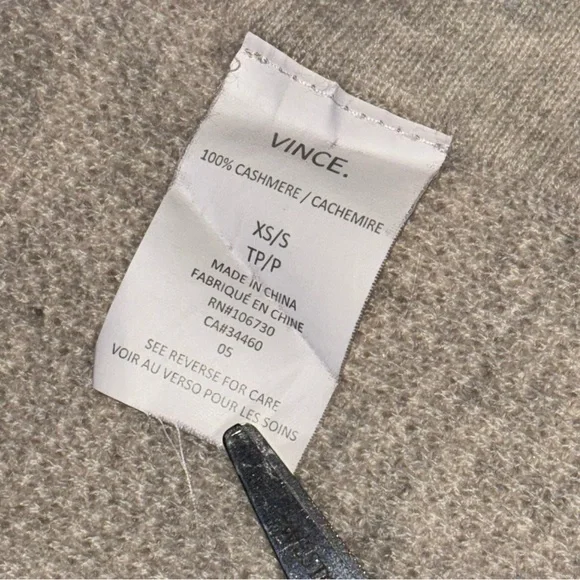 VINCE.
100% CASHMERE / CACHEMIRE
XS/S
TP/P
MADE IN CHINA
FABRIQUÉ EN CHINE
RN#106730
CA#34460
05
SEE REVERSE FOR CARE
VOIR AU VERSO POUR LES SOINS